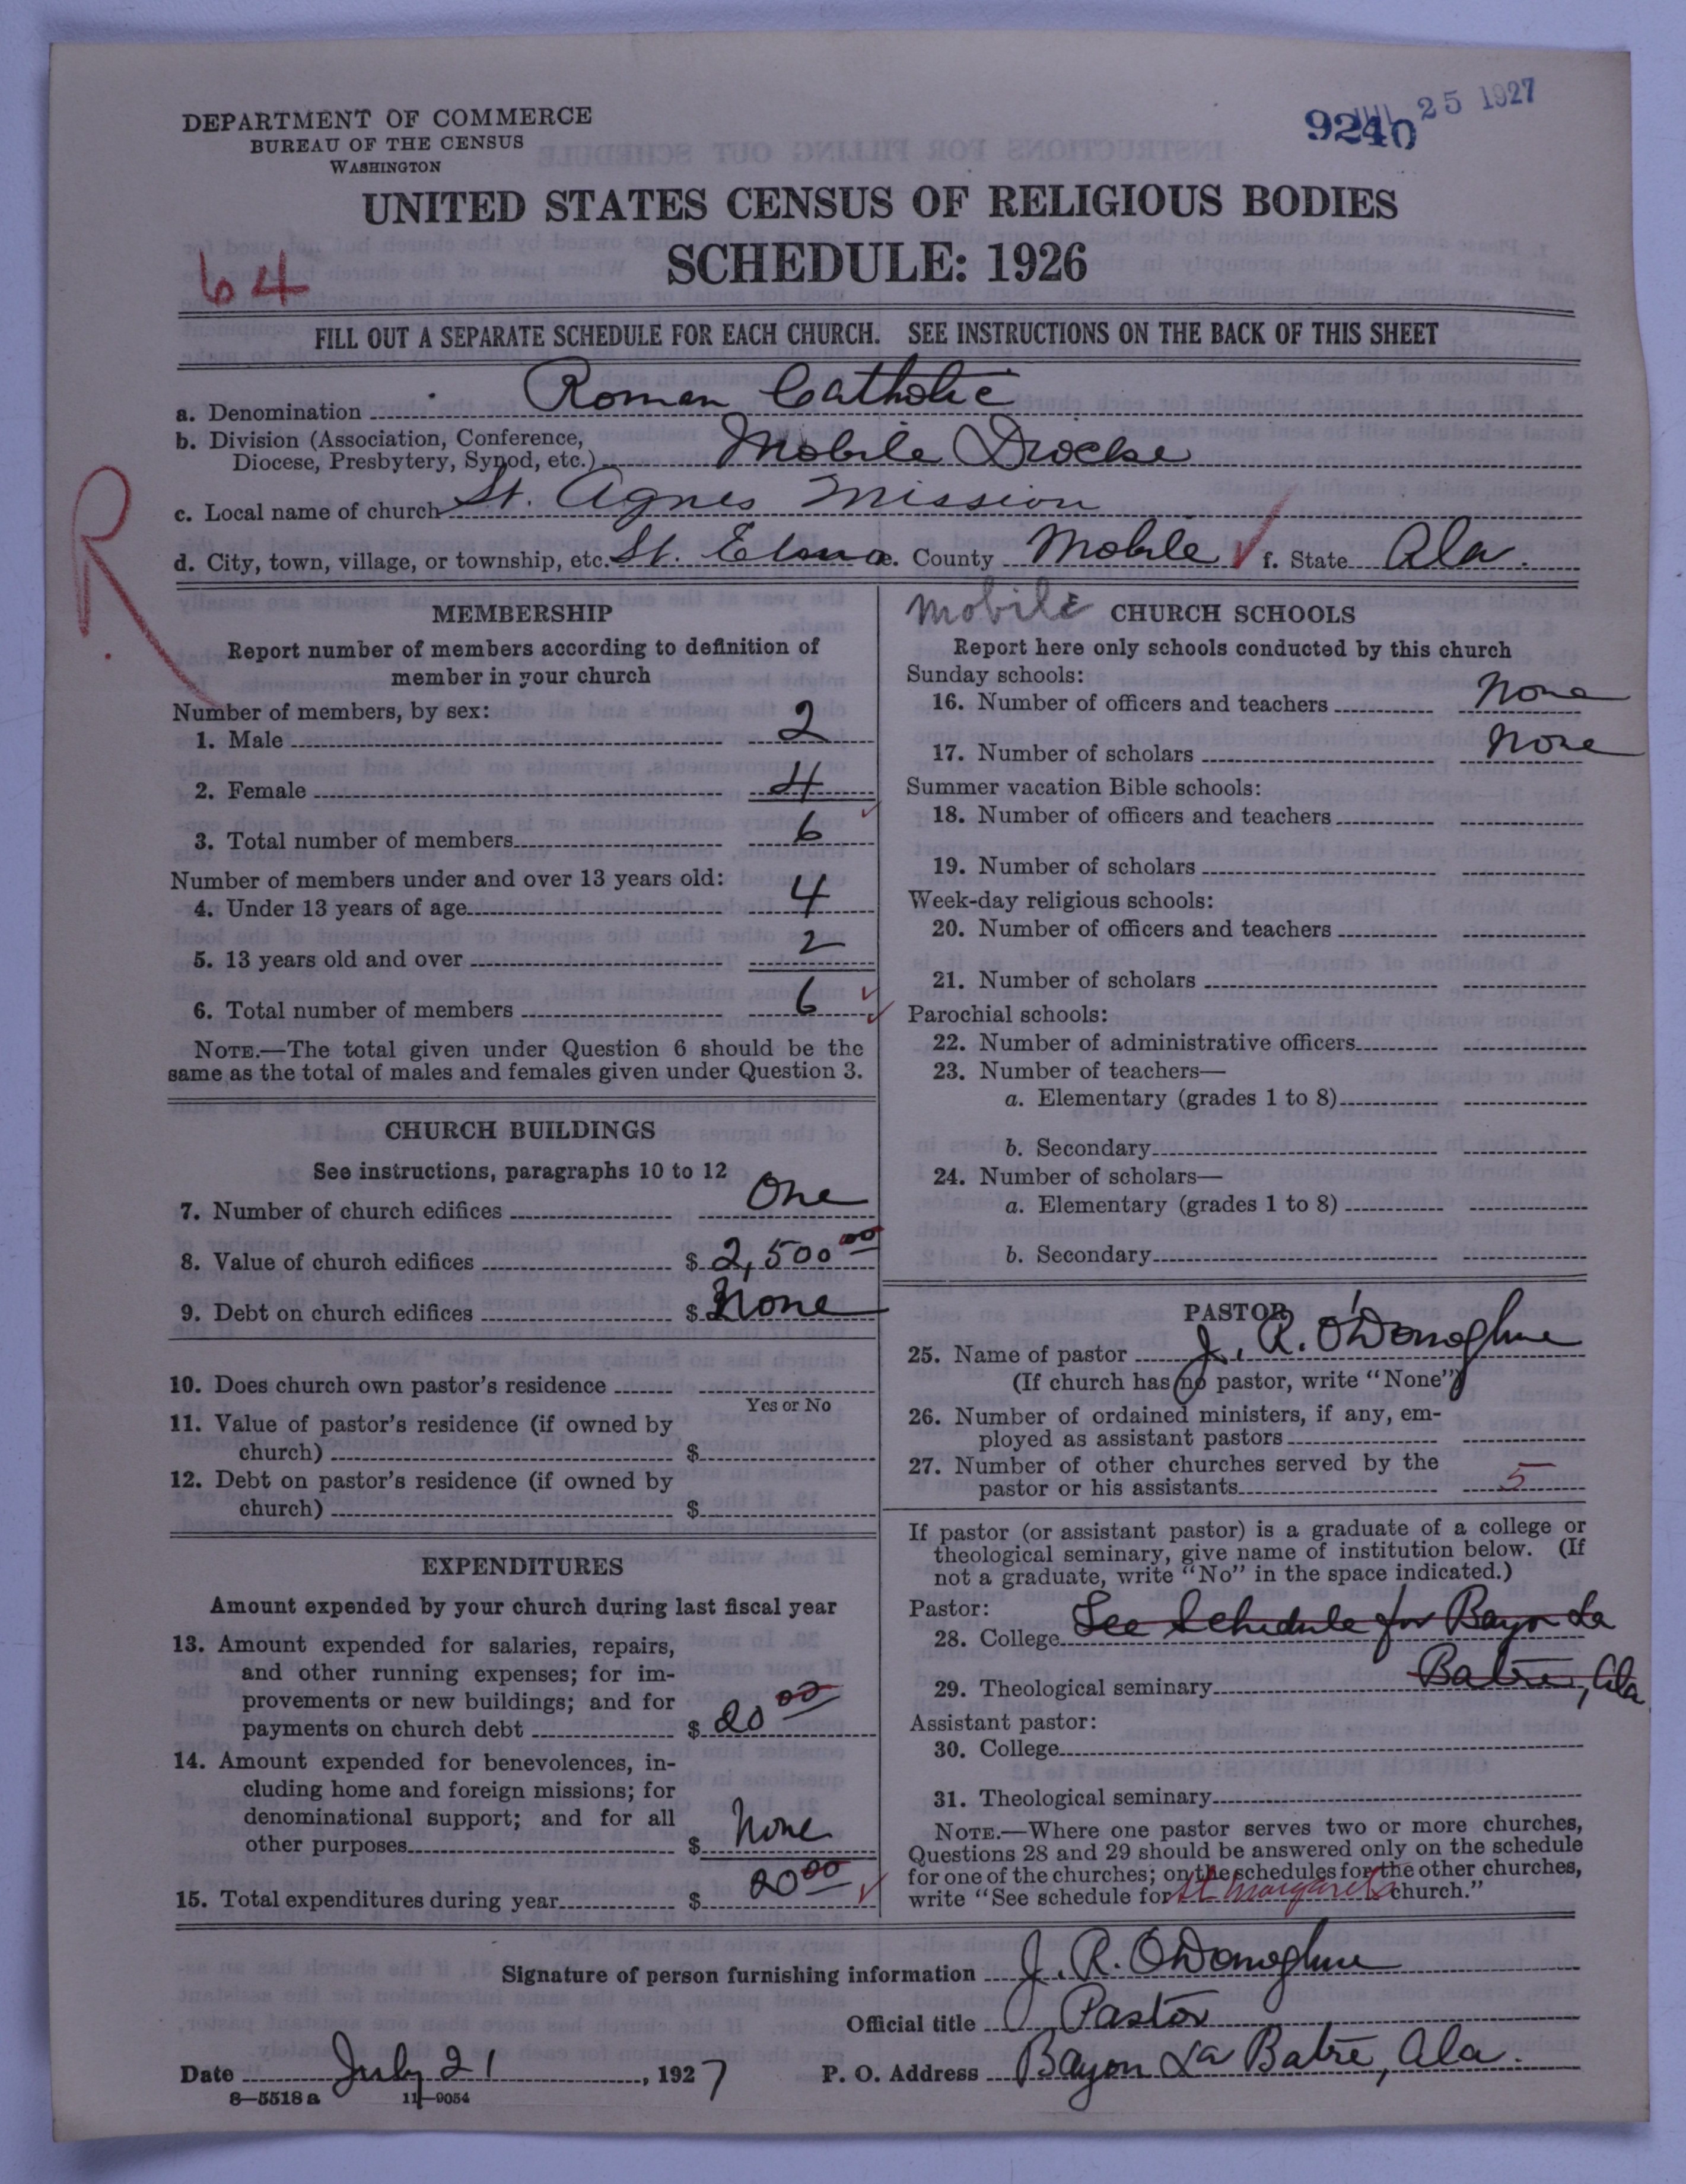 DEPARTMENT OF COMMERCE
BUREAU OF THE CENSUS
WASHINGTON
9240
JUL 25 1927
UNITED STATES CENSUS OF RELIGIOUS BODIES
SCHEDULE: 1926
64
FILL OUT A SEPARATE SCHEDULE FOR EACH CHURCH. SEE INSTRUCTIONS ON THE BACK OF THIS SHEET
a. Denomination Roman Catholic
b. Division (Association, Conference,
Diocese, Presbytery, Synod, etc.) Mobile Diocese
c. Local name of church St. Agnes Mission
d. City, town, village, or township, etc. St. Elmo e. County Mobile f. State Ala.
R
MEMBERSHIP
Report number of members according to definition of
member in your church
Number of members, by sex:
1. Male 2
2. Female 4
3. Total number of members 6
Number of members under and over 13 years old:
4. Under 13 years of age 4
5. 13 years old and over 2
6. Total number of members 6
NOTE.—The total given under Question 6 should be the
same as the total of males and females given under Question 3.
CHURCH BUILDINGS
See instructions, paragraphs 10 to 12
7. Number of church edifices One
8. Value of church edifices $ 2,500 00
9. Debt on church edifices $ None
10. Does church own pastor's residence
Yes or No
11. Value of pastor's residence (if owned by
church) $
12. Debt on pastor's residence (if owned by
church) $
EXPENDITURES
Amount expended by your church during last fiscal year
13. Amount expended for salaries, repairs,
and other running expenses; for im-
provements or new buildings; and for
payments on church debt $ 20 00
14. Amount expended for benevolences, in-
cluding home and foreign missions; for
denominational support; and for all
other purposes $ None
15. Total expenditures during year $ 20 00
Mobile CHURCH SCHOOLS
Report here only schools conducted by this church
Sunday schools:
16. Number of officers and teachers None
17. Number of scholars None
Summer vacation Bible schools:
18. Number of officers and teachers
19. Number of scholars
Week-day religious schools:
20. Number of officers and teachers
21. Number of scholars
Parochial schools:
22. Number of administrative officers
23. Number of teachers—
a. Elementary (grades 1 to 8)
b. Secondary
24. Number of scholars—
a. Elementary (grades 1 to 8)
b. Secondary
PASTOR
25. Name of pastor J. R. O'Donoghue
(If church has no pastor, write "None")
26. Number of ordained ministers, if any, em-
ployed as assistant pastors
27. Number of other churches served by the
pastor or his assistants 5
If pastor (or assistant pastor) is a graduate of a college or
theological seminary, give name of institution below. (If
not a graduate, write "No" in the space indicated.)
Pastor:
28. College See Schedule for Bayou La
29. Theological seminary Batre, Ala
Assistant pastor:
30. College
31. Theological seminary
NOTE.—Where one pastor serves two or more churches,
Questions 28 and 29 should be answered only on the schedule
for one of the churches; on the schedules for the other churches,
write "See schedule for St Margarets church."
Signature of person furnishing information J. R. O'Donoghue
Official title Pastor
Date July 21, 1927 P. O. Address Bayou La Batre, Ala.
8—5518 a 11—9054